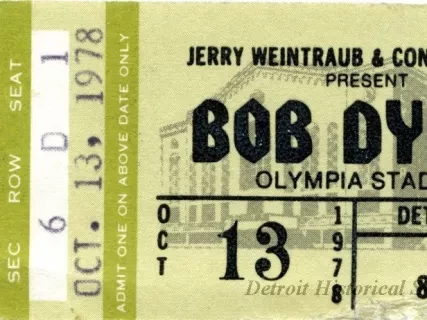 SEC ROW SEAT
6 D 1
OCT. 13, 1978
ADMIT ONE ON ABOVE DATE ONLY
JERRY WEINTRAUB & CON
PRESENT
BOB DY
OLYMPIA STAD
OCT 13 1978
DET
8
Detroit Historical S